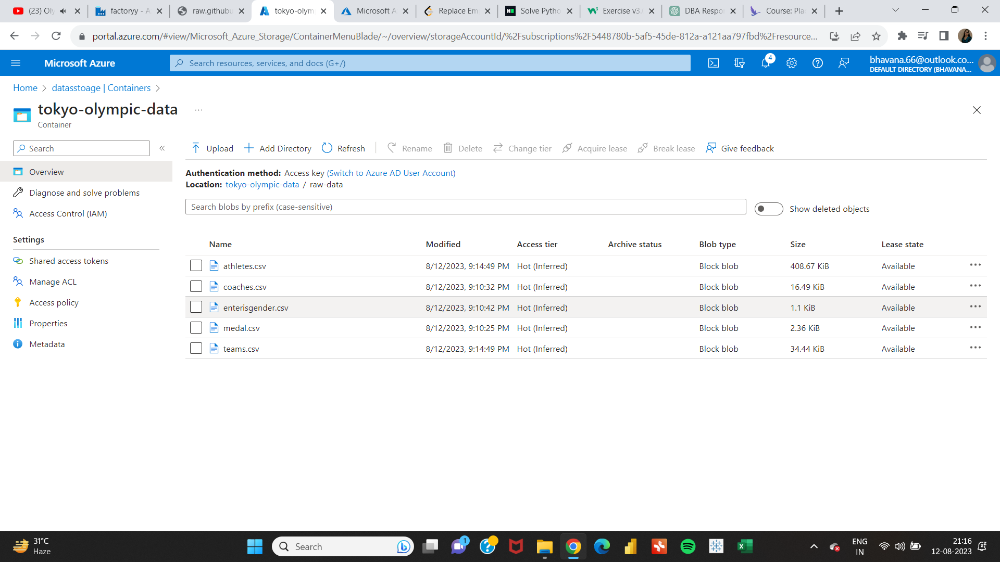 (23) Oly
factoryy - A
raw.githubu
tokyo-olym
Microsoft A
Replace Em
Solve Pytho
Exercise v3.
DBA Respo
Course: Pla
portal.azure.com/#view/Microsoft_Azure_Storage/ContainerMenuBlade/~/overview/storageAccountId/%2Fsubscriptions%2F5448780b-5af5-45de-812a-a121aa797fbd%2Fresource...
Microsoft Azure
Search resources, services, and docs (G+/)
4
bhavana.66@outlook.co...
DEFAULT DIRECTORY (BHAVANA...
Home > datasstoage | Containers >
tokyo-olympic-data ...
Container
Search «
Overview
Diagnose and solve problems
Access Control (IAM)
Settings
Shared access tokens
Manage ACL
Access policy
Properties
Metadata
Upload Add Directory Refresh Rename Delete Change tier Acquire lease Break lease Give feedback
Authentication method: Access key (Switch to Azure AD User Account)
Location: tokyo-olympic-data / raw-data
Search blobs by prefix (case-sensitive)
Show deleted objects
Name Modified Access tier Archive status Blob type Size Lease state
athletes.csv 8/12/2023, 9:14:49 PM Hot (Inferred) Block blob 408.67 KiB Available ...
coaches.csv 8/12/2023, 9:10:32 PM Hot (Inferred) Block blob 16.49 KiB Available ...
enterisgender.csv 8/12/2023, 9:10:42 PM Hot (Inferred) Block blob 1.1 KiB Available ...
medal.csv 8/12/2023, 9:10:25 PM Hot (Inferred) Block blob 2.36 KiB Available ...
teams.csv 8/12/2023, 9:14:49 PM Hot (Inferred) Block blob 34.44 KiB Available ...
31°C
Haze
Search
1
ENG
IN
21:16
12-08-2023